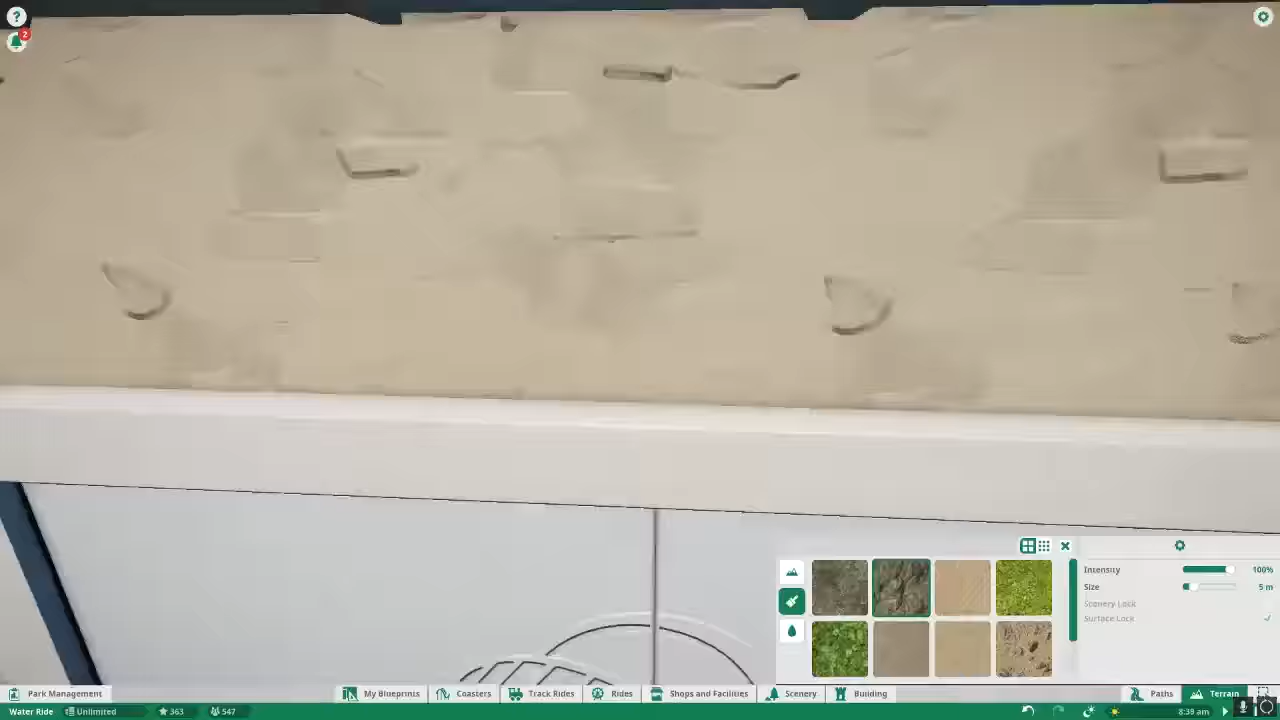 ?
2
Intensity 100%
Size 5 m
Scenery Lock
Surface Lock
Park Management
My Blueprints
Coasters
Track Rides
Rides
Shops and Facilities
Scenery
Building
Paths
Terrain
Water Ride
Unlimited
363
547
8:39 am